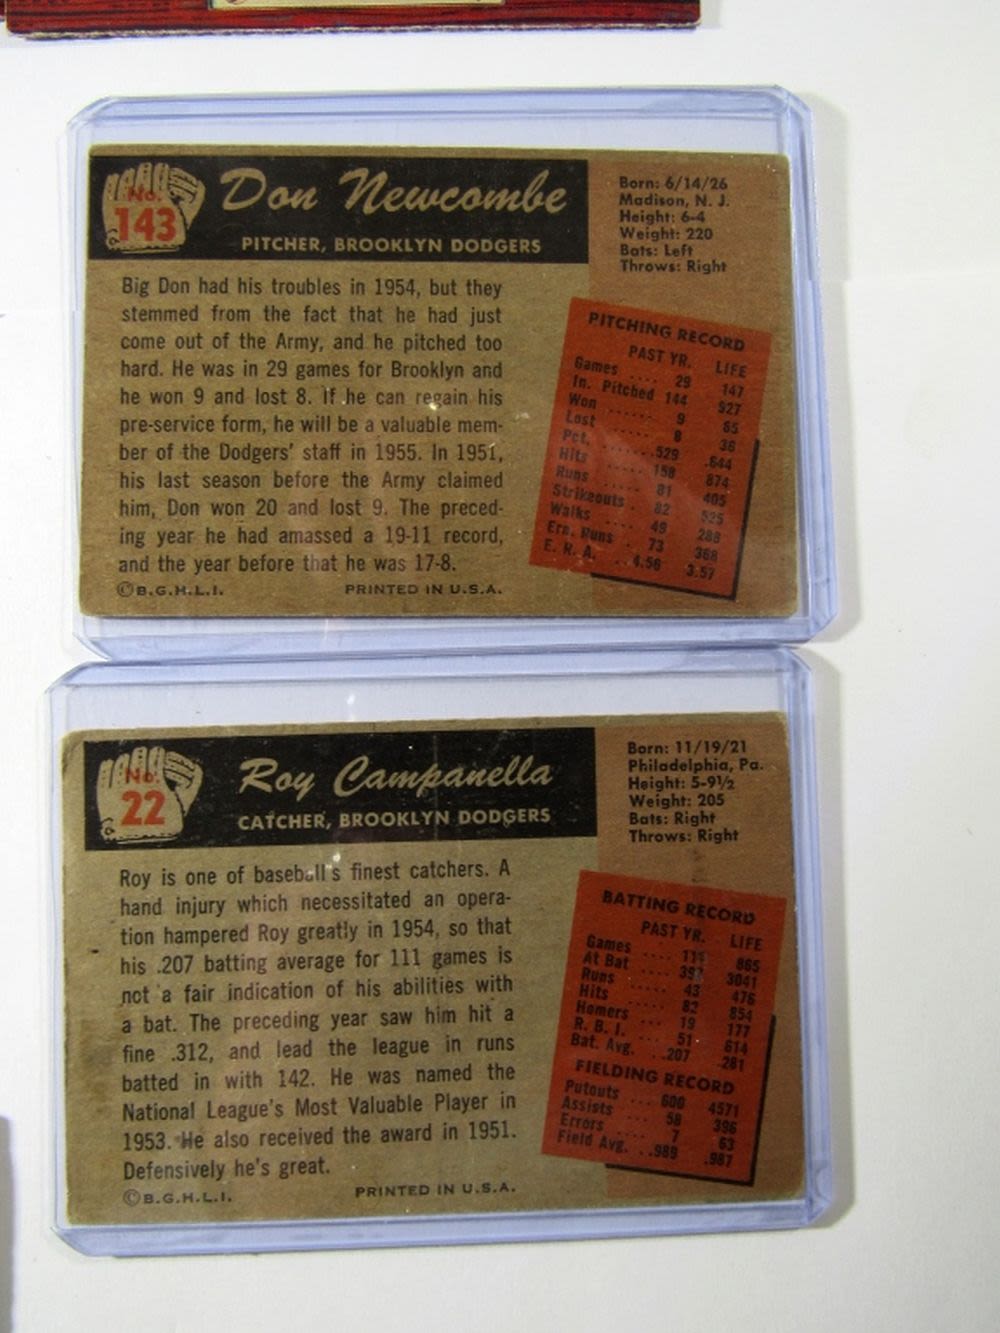 No.
143
Don Newcombe
PITCHER, BROOKLYN DODGERS
Born: 6/14/26
Madison, N. J.
Height: 6-4
Weight: 220
Bats: Left
Throws: Right
Big Don had his troubles in 1954, but they
stemmed from the fact that he had just
come out of the Army, and he pitched too
hard. He was in 29 games for Brooklyn and
he won 9 and lost 8. If he can regain his
pre-service form, he will be a valuable mem-
ber of the Dodgers' staff in 1955. In 1951,
his last season before the Army claimed
him, Don won 20 and lost 9. The preced-
ing year he had amassed a 19-11 record,
and the year before that he was 17-8.
©B.G.H.L.I. PRINTED IN U.S.A.
PITCHING RECORD
PAST YR. LIFE
Games .... 29 147
In. Pitched 144 927
Won ...... 9 65
Lost ...... 8 36
Pct. ...... .529 .644
Hits ..... 158 874
Runs ..... 81 405
Strikeouts . 82 525
Walks .... 49 288
Ern. Runs . 73 368
E. R. A. .. 4.56 3.57
No.
22
Roy Campanella
CATCHER, BROOKLYN DODGERS
Born: 11/19/21
Philadelphia, Pa.
Height: 5-9½
Weight: 205
Bats: Right
Throws: Right
Roy is one of baseball's finest catchers. A
hand injury which necessitated an opera-
tion hampered Roy greatly in 1954, so that
his .207 batting average for 111 games is
not a fair indication of his abilities with
a bat. The preceding year saw him hit a
fine .312, and lead the league in runs
batted in with 142. He was named the
National League's Most Valuable Player in
1953. He also received the award in 1951.
Defensively he's great.
©B.G.H.L.I. PRINTED IN U.S.A.
BATTING RECORD
PAST YR. LIFE
Games .... 111 865
At Bat .... 397 3041
Runs ..... 43 476
Hits ..... 82 854
Homers ... 19 177
R. B. I. ... 51 614
Bat. Avg. .. .207 .281
FIELDING RECORD
Putouts ... 600 4571
Assists .... 58 396
Errors .... 7 63
Field Avg. . .989 .987